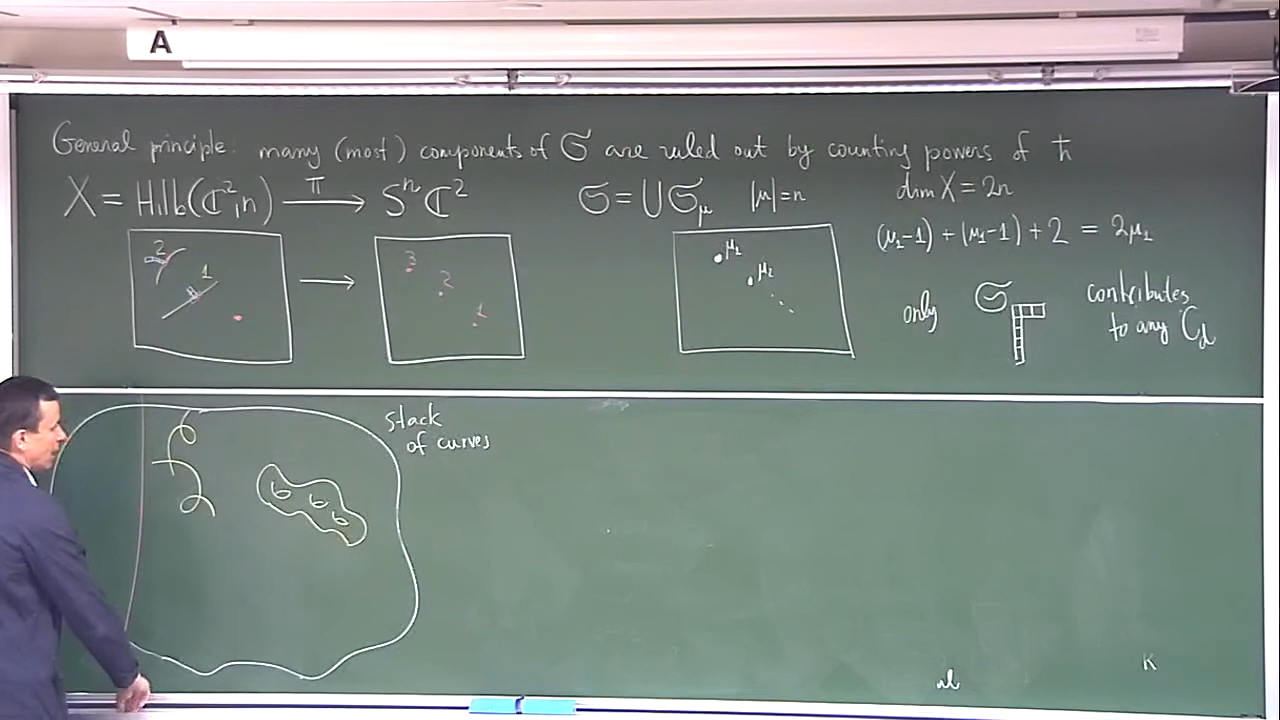 A
General principle: many (most) components of 𝔖 are ruled out by counting powers of ħ
X = Hilb(ℂ², n) —π→ Sⁿℂ²
𝔖 = ∪𝔖_μ |μ| = n
dim X = 2n
(μ₁-1) + (μ₁-1) + 2 = 2μ₁
2
1
3
2
1
μ₁
μ₂
only 𝔖 contributes
to any C_d
stack
of curves
K